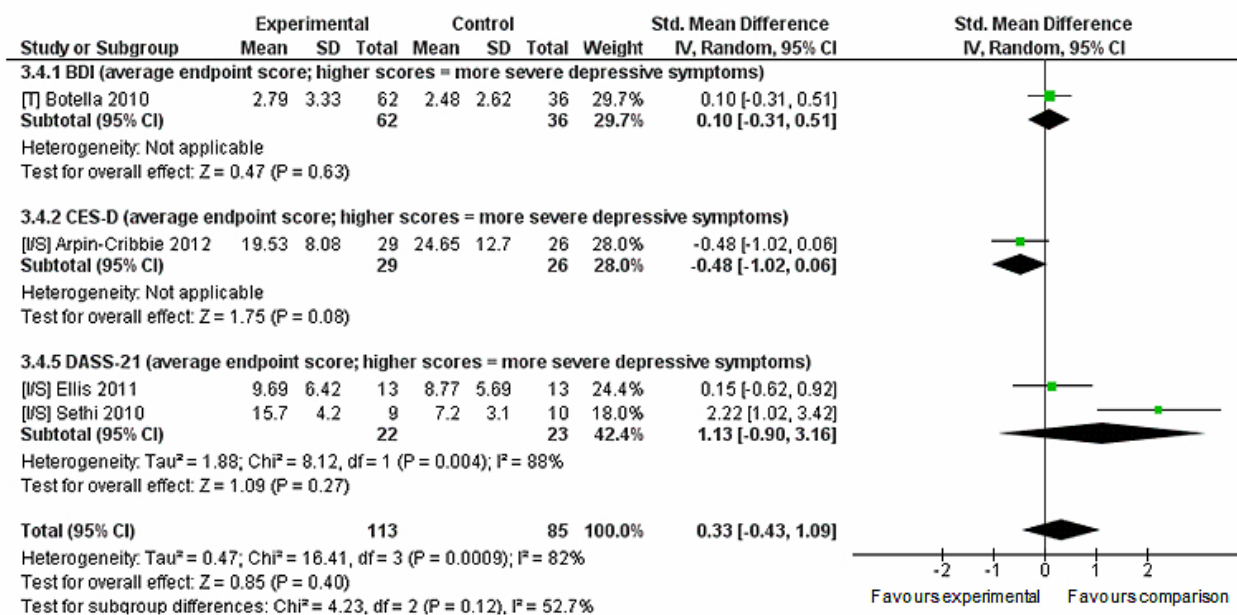 Experimental Control Std. Mean Difference Std. Mean Difference
Study or Subgroup Mean SD Total Mean SD Total Weight IV, Random, 95% CI IV, Random, 95% CI
3.4.1 BDI (average endpoint score; higher scores = more severe depressive symptoms)
[T] Botella 2010 2.79 3.33 62 2.48 2.62 36 29.7% 0.10 [-0.31, 0.51]
Subtotal (95% CI) 62 36 29.7% 0.10 [-0.31, 0.51]
Heterogeneity: Not applicable
Test for overall effect: Z = 0.47 (P = 0.63)
3.4.2 CES-D (average endpoint score; higher scores = more severe depressive symptoms)
[I/S] Arpin-Cribbie 2012 19.53 8.08 29 24.65 12.7 26 28.0% -0.48 [-1.02, 0.06]
Subtotal (95% CI) 29 26 28.0% -0.48 [-1.02, 0.06]
Heterogeneity: Not applicable
Test for overall effect: Z = 1.75 (P = 0.08)
3.4.5 DASS-21 (average endpoint score; higher scores = more severe depressive symptoms)
[I/S] Ellis 2011 9.69 6.42 13 8.77 5.69 13 24.4% 0.15 [-0.62, 0.92]
[I/S] Sethi 2010 15.7 4.2 9 7.2 3.1 10 18.0% 2.22 [1.02, 3.42]
Subtotal (95% CI) 22 23 42.4% 1.13 [-0.90, 3.16]
Heterogeneity: Tau² = 1.88; Chi² = 8.12, df = 1 (P = 0.004); I² = 88%
Test for overall effect: Z = 1.09 (P = 0.27)
Total (95% CI) 113 85 100.0% 0.33 [-0.43, 1.09]
Heterogeneity: Tau² = 0.47; Chi² = 16.41, df = 3 (P = 0.0009); I² = 82%
Test for overall effect: Z = 0.85 (P = 0.40)
Test for subgroup differences: Chi² = 4.23, df = 2 (P = 0.12), I² = 52.7%
-2 -1 0 1 2
Favours experimental Favours comparison